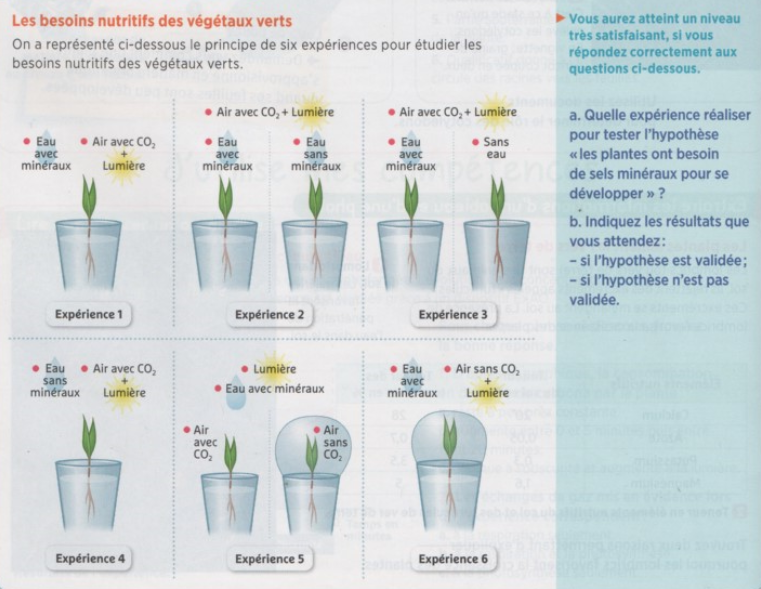 Les besoins nutritifs des végétaux verts
On a représenté ci-dessous le principe de six expériences pour étudier les
besoins nutritifs des végétaux verts.
• Eau
avec
minéraux
• Air avec CO₂
+
Lumière
Expérience 1
• Air avec CO₂ + Lumière
• Eau
avec
minéraux
• Eau
sans
minéraux
Expérience 2
• Air avec CO₂ + Lumière
• Eau
avec
minéraux
• Sans
eau
Expérience 3
• Eau
sans
minéraux
• Air avec CO₂
+
Lumière
Expérience 4
• Lumière
• Eau avec minéraux
• Air
avec
CO₂
• Air
sans
CO₂
Expérience 5
• Eau
avec
minéraux
• Air sans CO₂
+
Lumière
Expérience 6
▶ Vous aurez atteint un niveau
très satisfaisant, si vous
répondez correctement aux
questions ci-dessous.
a. Quelle expérience réaliser
pour tester l'hypothèse
« les plantes ont besoin
de sels minéraux pour se
développer » ?
b. Indiquez les résultats que
vous attendez :
– si l'hypothèse est validée ;
– si l'hypothèse n'est pas
validée.